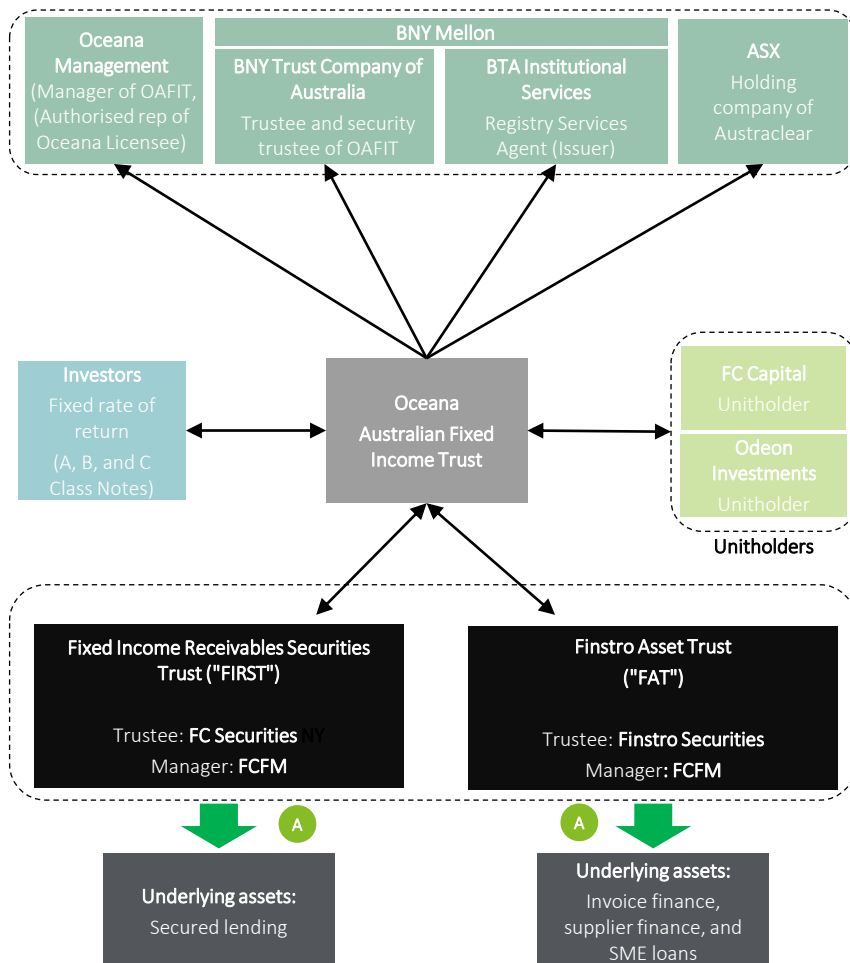 Oceana
Management
(Manager of OAFIT,
(Authorised rep of
Oceana Licensee)
BNY Mellon
BNY Trust Company of
Australia
Trustee and security
trustee of OAFIT
BTA Institutional
Services
Registry Services
Agent (Issuer)
ASX
Holding
company of
Austraclear
Investors
Fixed rate of
return
(A, B, and C
Class Notes)
Oceana
Australian Fixed
Income Trust
FC Capital
Unitholder
Odeon
Investments
Unitholder
Unitholders
Fixed Income Receivables Securities
Trust ("FIRST")
Trustee: FC Securities NY
Manager: FCFM
Finstro Asset Trust
("FAT")
Trustee: Finstro Securities
Manager: FCFM
A
A
Underlying assets:
Secured lending
Underlying assets:
Invoice finance,
supplier finance, and
SME loans